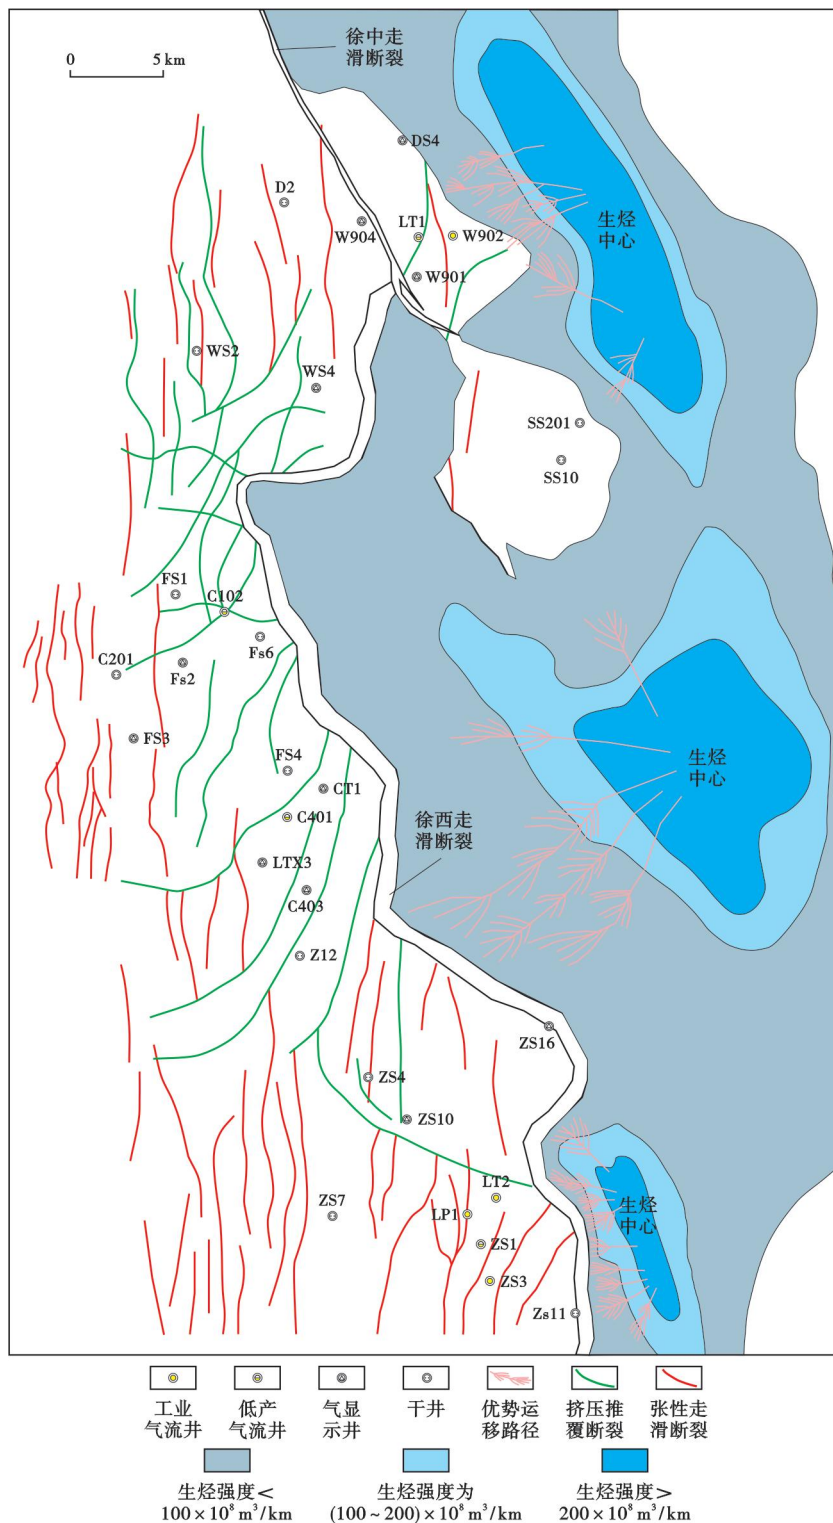 徐中走
滑断裂
0 5 km
DS4
D2
LT1
W902
W904
生烃
中心
W901
WS2
WS4
SS201
SS10
FS1
C102
Fs6
C201
Fs2
FS3
生烃
中心
FS4
CT1
C401
徐西走
滑断裂
LTX3
C403
Z12
ZS16
ZS4
ZS10
LT2
生烃
中心
ZS7
LP1
ZS1
ZS3
Zs11
工业
气流井
低产
气流井
气显
示井
干井
优势运
移路径
挤压推
覆断裂
张性走
滑断裂
生烃强度<
100×10⁸ m³/km
生烃强度为
(100~200)×10⁸ m³/km
生烃强度>
200×10⁸ m³/km